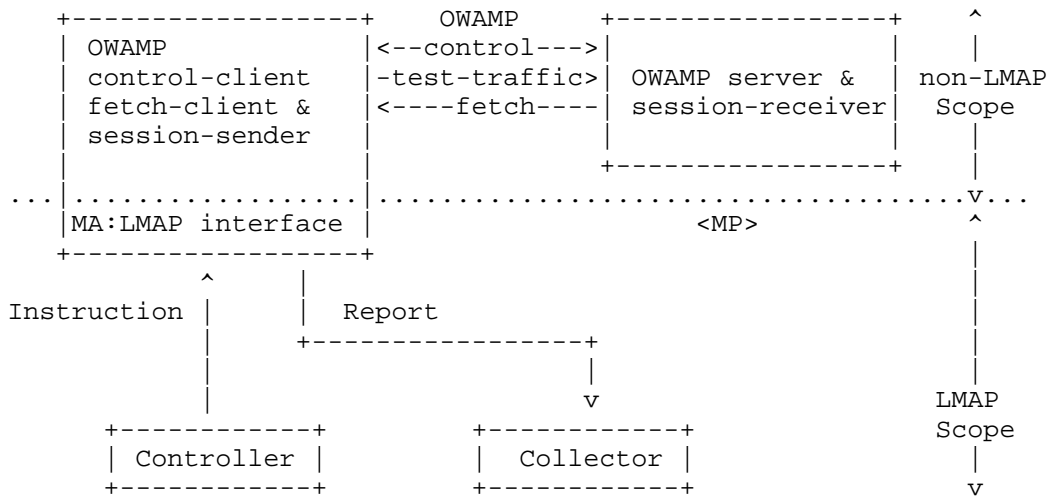 +------------------+    OWAMP    +-----------------+    ^
| OWAMP            |<--control--->|                 |    |
| control-client   |-test-traffic>| OWAMP server &  | non-LMAP
| fetch-client &   |<----fetch----| session-receiver|  Scope
| session-sender   |              |                 |    |
|                  |              +-----------------+    |
...|..................|.....................................v...
|MA:LMAP interface |                    <MP>             ^
+------------------+                                     |
^     |                                         |
Instruction |     |  Report                                 |
|     +-----------------+                       |
|                       |                       |
|                       v                     LMAP
+------------+         +------------+              Scope
| Controller |         |  Collector |                |
+------------+         +------------+                v